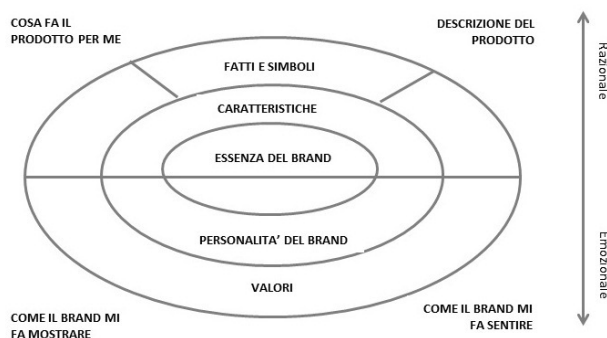 COSA FA IL
PRODOTTO PER ME
DESCRIZIONE DEL
PRODOTTO
Razionale
FATTI E SIMBOLI
CARATTERISTICHE
ESSENZA DEL BRAND
PERSONALITA' DEL BRAND
Emozionale
VALORI
COME IL BRAND MI
FA MOSTRARE
COME IL BRAND MI
FA SENTIRE